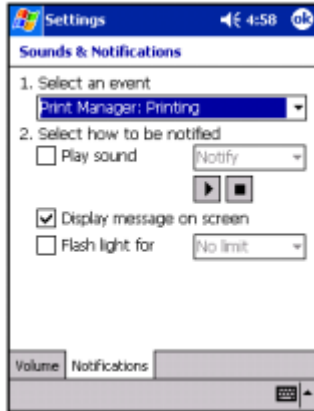 Settings 4:58 ok
Sounds & Notifications
1. Select an event
Print Manager: Printing
2. Select how to be notified
Play sound Notify
Display message on screen
Flash light for No limit
Volume Notifications